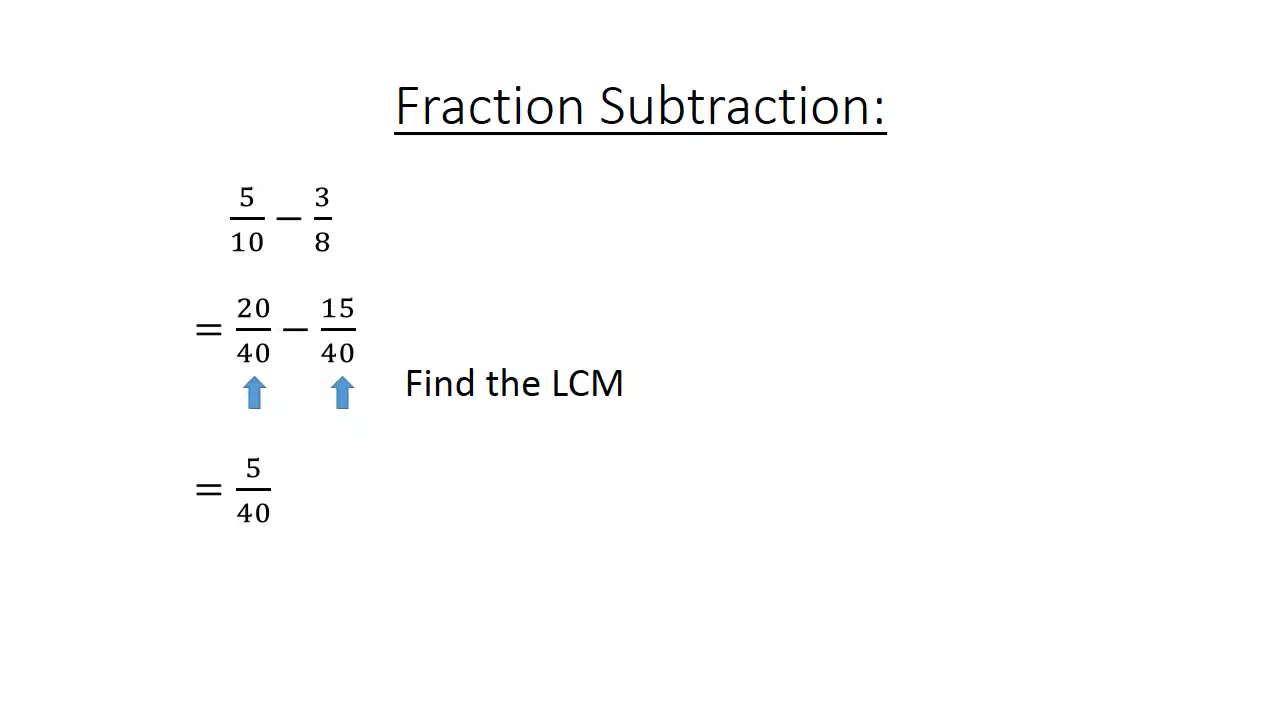 Fraction Subtraction:
5/10 − 3/8
= 20/40 − 15/40
Find the LCM
= 5/40